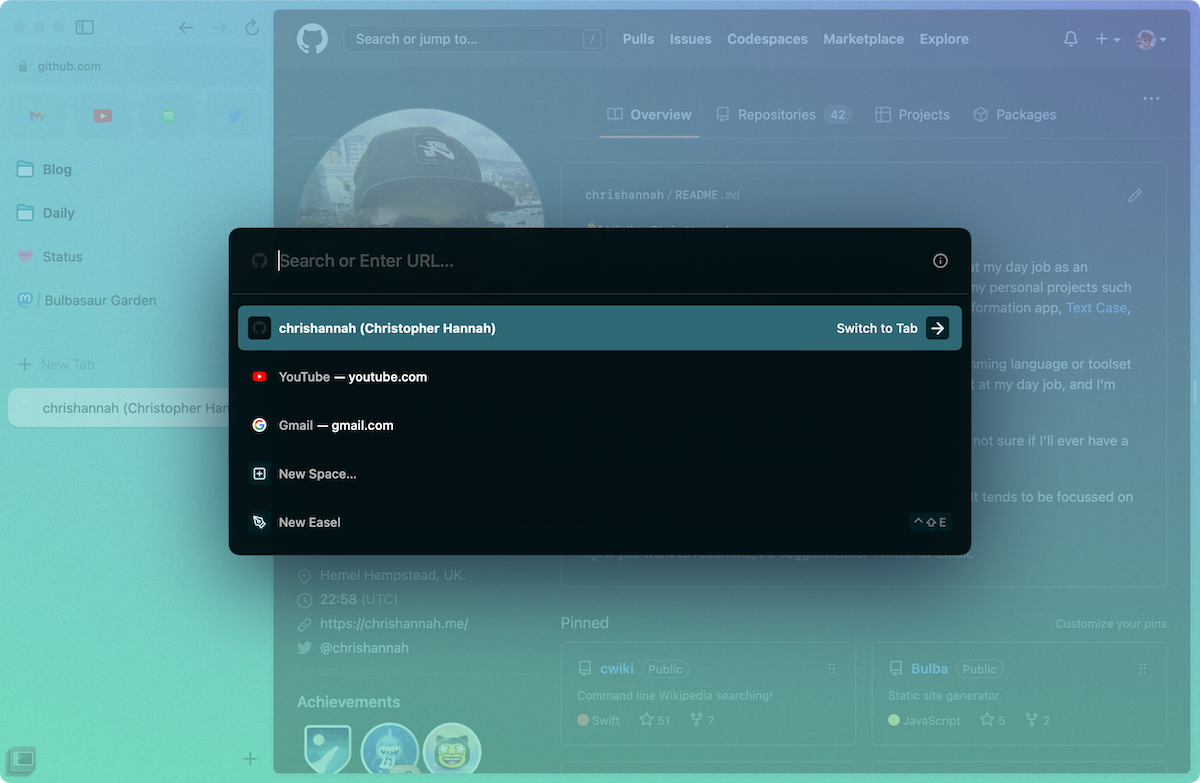 github.com
Blog
Daily
Status
/ Bulbasaur Garden
New Tab
chrishannah (Christopher Han
Search or jump to...
/
Pulls
Issues
Codespaces
Marketplace
Explore
Overview
Repositories 42
Projects
Packages
chrishannah / README.md
Search or Enter URL...
chrishannah (Christopher Hannah)
Switch to Tab
YouTube — youtube.com
Gmail — gmail.com
New Space...
New Easel
^⇧E
at my day job as an
my personal projects such
formation app, Text Case,
mming language or toolset
t at my day job, and I'm
not sure if I'll ever have a
It tends to be focussed on
Hemel Hempstead, UK.
22:58 (UTC)
https://chrishannah.me/
@chrishannah
Achievements
Pinned
Customize your pins
cwiki Public
Command line Wikipedia searching!
Swift 51 7
Bulba Public
Static site generator
JavaScript 5 2